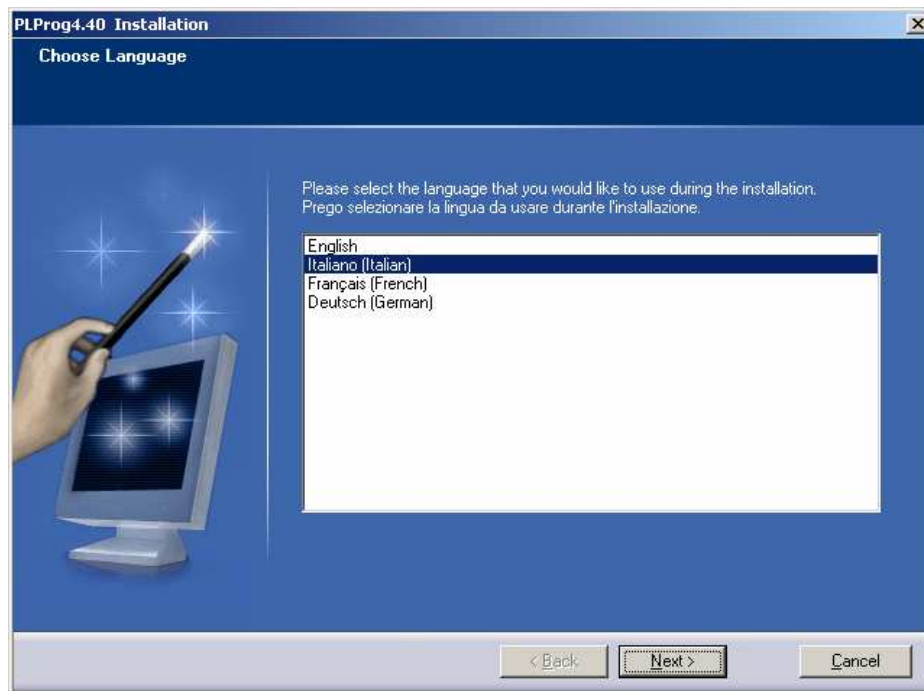 PLProg4.40 Installation
Choose Language
Please select the language that you would like to use during the installation.
Prego selezionare la lingua da usare durante l'installazione.
English
Italiano (Italian)
Français (French)
Deutsch (German)
< Back
Next >
Cancel